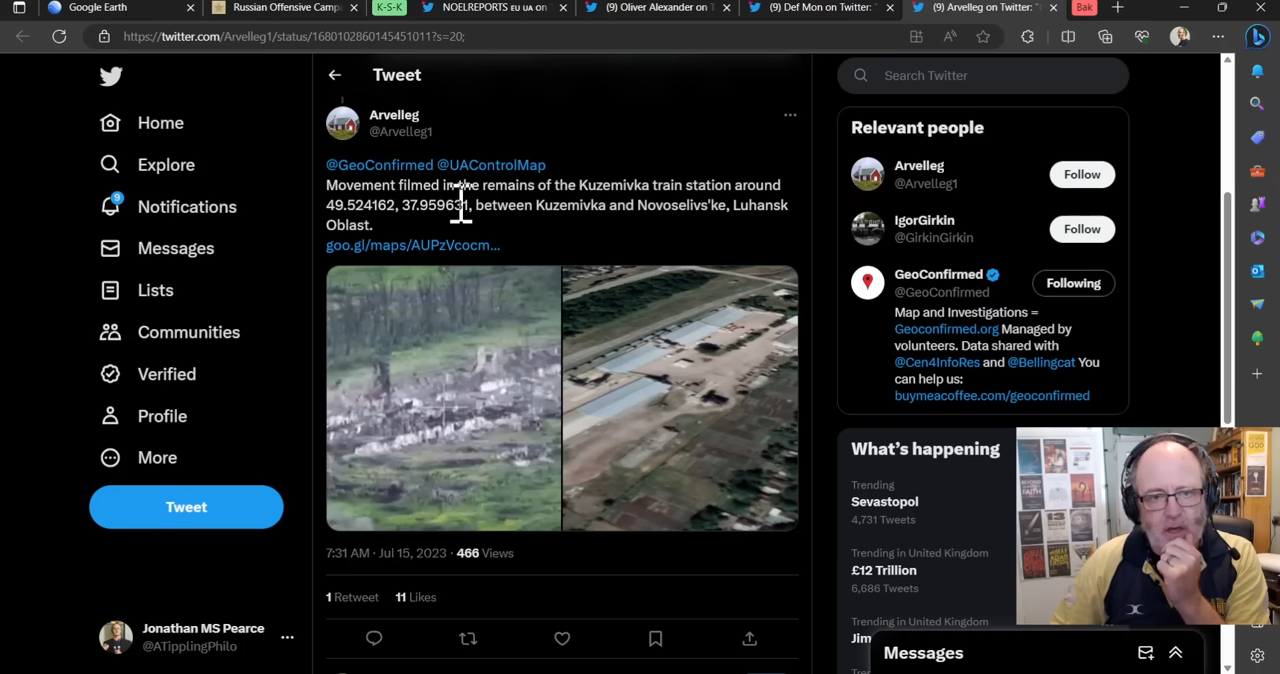 Google Earth
Russian Offensive Camp
K-S-K
NOELREPORTS EU UA on
(9) Oliver Alexander on T
(9) Def Mon on Twitter: "
(9) Arvelleg on Twitter: "
Bak
https://twitter.com/Arvelleg1/status/1680102860145451011?s=20;
Home
Explore
9
Notifications
Messages
Lists
Communities
Verified
Profile
More
Tweet
Jonathan MS Pearce
@ATipplingPhilo
Tweet
Arvelleg
@Arvelleg1
@GeoConfirmed @UAControlMap
Movement filmed in the remains of the Kuzemivka train station around
49.524162, 37.959631, between Kuzemivka and Novoselivs'ke, Luhansk
Oblast.
goo.gl/maps/AUPzVcocm...
7:31 AM · Jul 15, 2023 · 466 Views
1 Retweet 11 Likes
Search Twitter
Relevant people
Arvelleg
@Arvelleg1
Follow
IgorGirkin
@GirkinGirkin
Follow
GeoConfirmed
@GeoConfirmed
Following
Map and Investigations =
Geoconfirmed.org Managed by
volunteers. Data shared with
@Cen4InfoRes and @Bellingcat You
can help us:
buymeacoffee.com/geoconfirmed
What's happening
Trending
Sevastopol
4,731 Tweets
Trending in United Kingdom
£12 Trillion
6,686 Tweets
Trending in United Kingdom
Jim
Messages